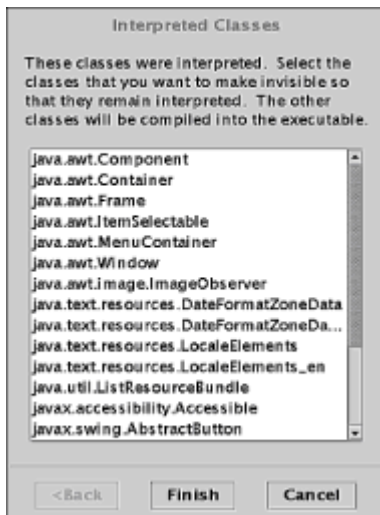 Interpreted Classes
These classes were interpreted. Select the
classes that you want to make invisible so
that they remain interpreted. The other
classes will be compiled into the executable.
java.awt.Component
java.awt.Container
java.awt.Frame
java.awt.ItemSelectable
java.awt.MenuContainer
java.awt.Window
java.awt.image.ImageObserver
java.text.resources.DateFormatZoneData
java.text.resources.DateFormatZoneDa...
java.text.resources.LocaleElements
java.text.resources.LocaleElements_en
java.util.ListResourceBundle
javax.accessibility.Accessible
javax.swing.AbstractButton
<Back Finish Cancel